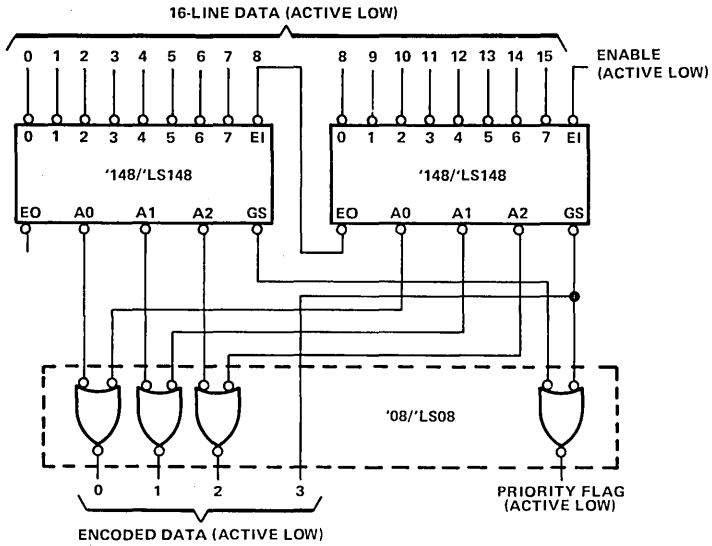 16-LINE DATA (ACTIVE LOW)
0 1 2 3 4 5 6 7 8 8 9 10 11 12 13 14 15 ENABLE
(ACTIVE LOW)
0 1 2 3 4 5 6 7 EI 0 1 2 3 4 5 6 7 EI
'148/'LS148 '148/'LS148
EO A0 A1 A2 GS EO A0 A1 A2 GS
'08/'LS08
0 1 2 3 PRIORITY FLAG
(ACTIVE LOW)
ENCODED DATA (ACTIVE LOW)